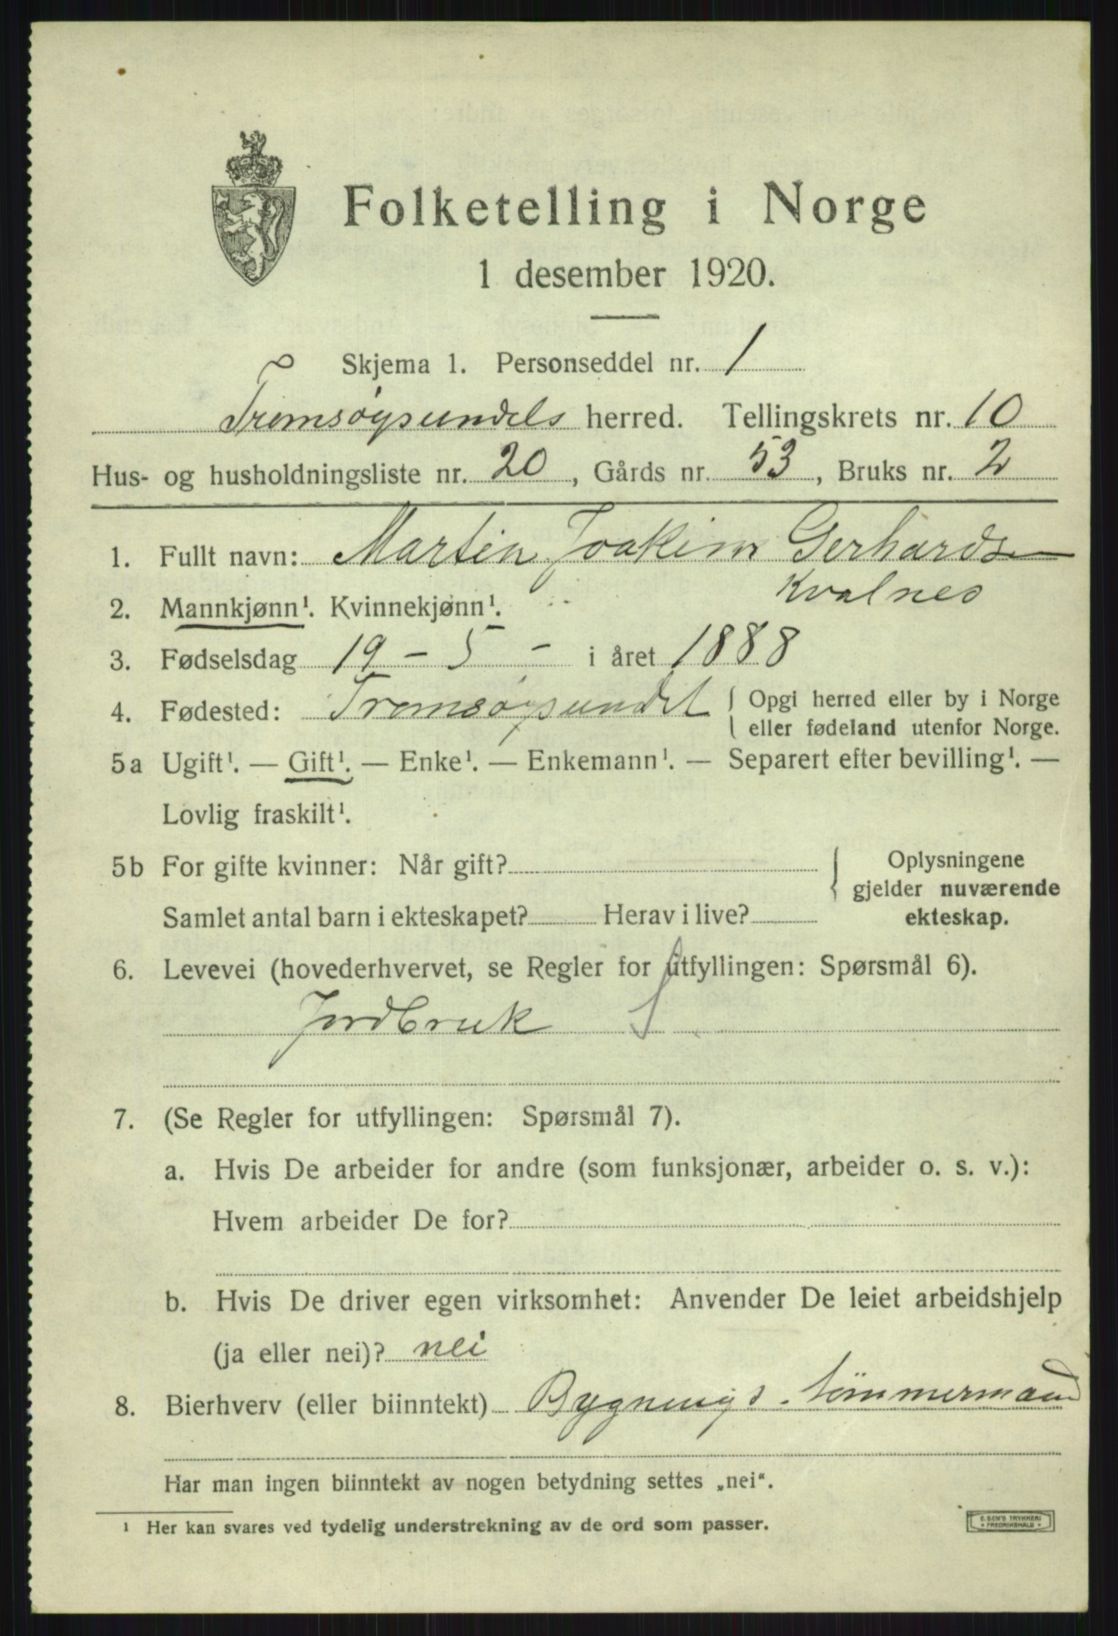 Folketelling i Norge
1 desember 1920.
Skjema 1. Personseddel nr. 1
Tromsøysundets herred. Tellingskrets nr. 10
Hus- og husholdningsliste nr. 20, Gårds nr. 53, Bruks nr. 2
1. Fullt navn: Martin Joakim Gerhardsen
Kvalnes
2. Mannkjønn¹. Kvinnekjønn¹.
3. Fødselsdag 19 – 5 – i året 1888
4. Fødested: Tromsøysundet { Opgi herred eller by i Norge
eller fødeland utenfor Norge.
5a Ugift¹. — Gift¹. — Enke¹. — Enkemann¹. — Separert efter bevilling¹. —
Lovlig fraskilt¹.
5b For gifte kvinner: Når gift?
Samlet antal barn i ekteskapet? Herav i live?
{ Oplysningene
gjelder nuværende
ekteskap.
6. Levevei (hovederhvervet, se Regler for utfyllingen: Spørsmål 6).
Jordbruk S
7. (Se Regler for utfyllingen: Spørsmål 7).
a. Hvis De arbeider for andre (som funksjonær, arbeider o. s. v.):
Hvem arbeider De for?
b. Hvis De driver egen virksomhet: Anvender De leiet arbeidshjelp
(ja eller nei)? nei
8. Bierhverv (eller biinntekt) Bygnings-tömmermand
Har man ingen biinntekt av nogen betydning settes „nei“.
¹ Her kan svares ved tydelig understrekning av de ord som passer.
E. SEM'S TRYKKERI
FREDRIKSHALD